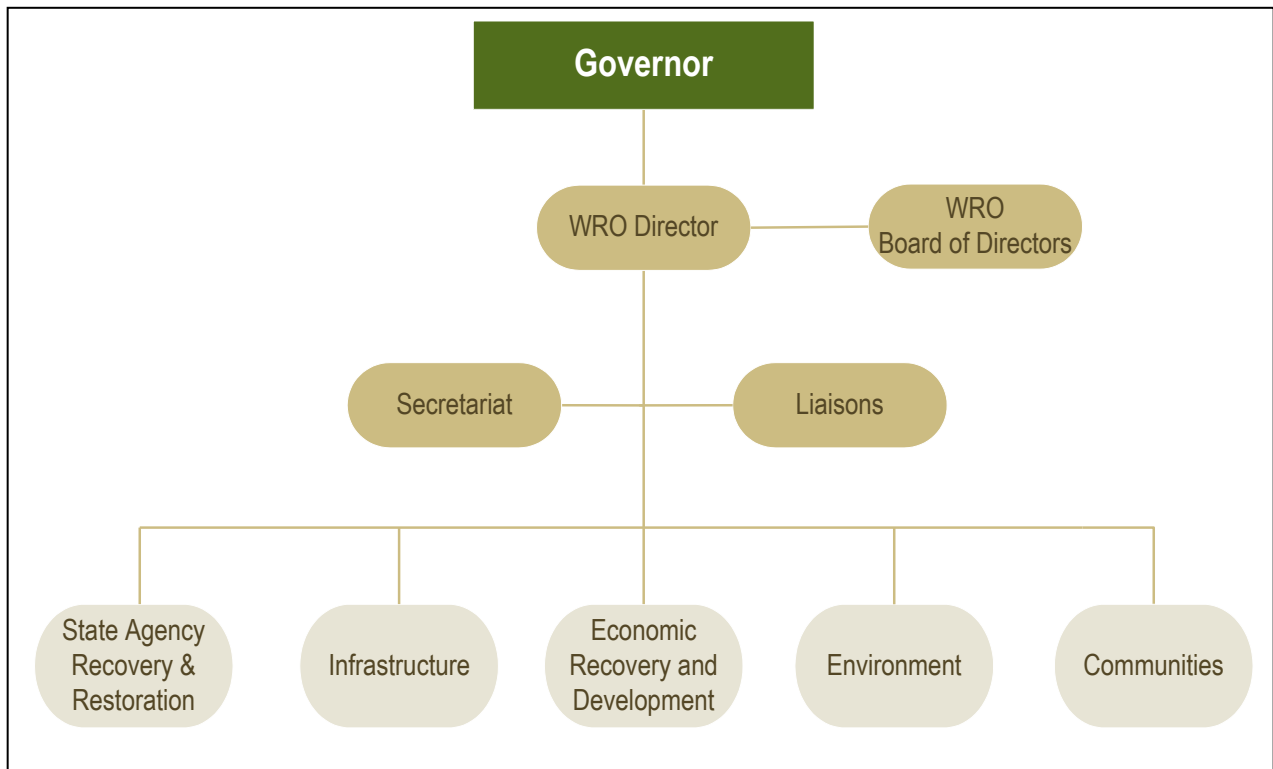 Governor
WRO Director
WRO
Board of Directors
Secretariat
Liaisons
State Agency
Recovery &
Restoration
Infrastructure
Economic
Recovery and
Development
Environment
Communities